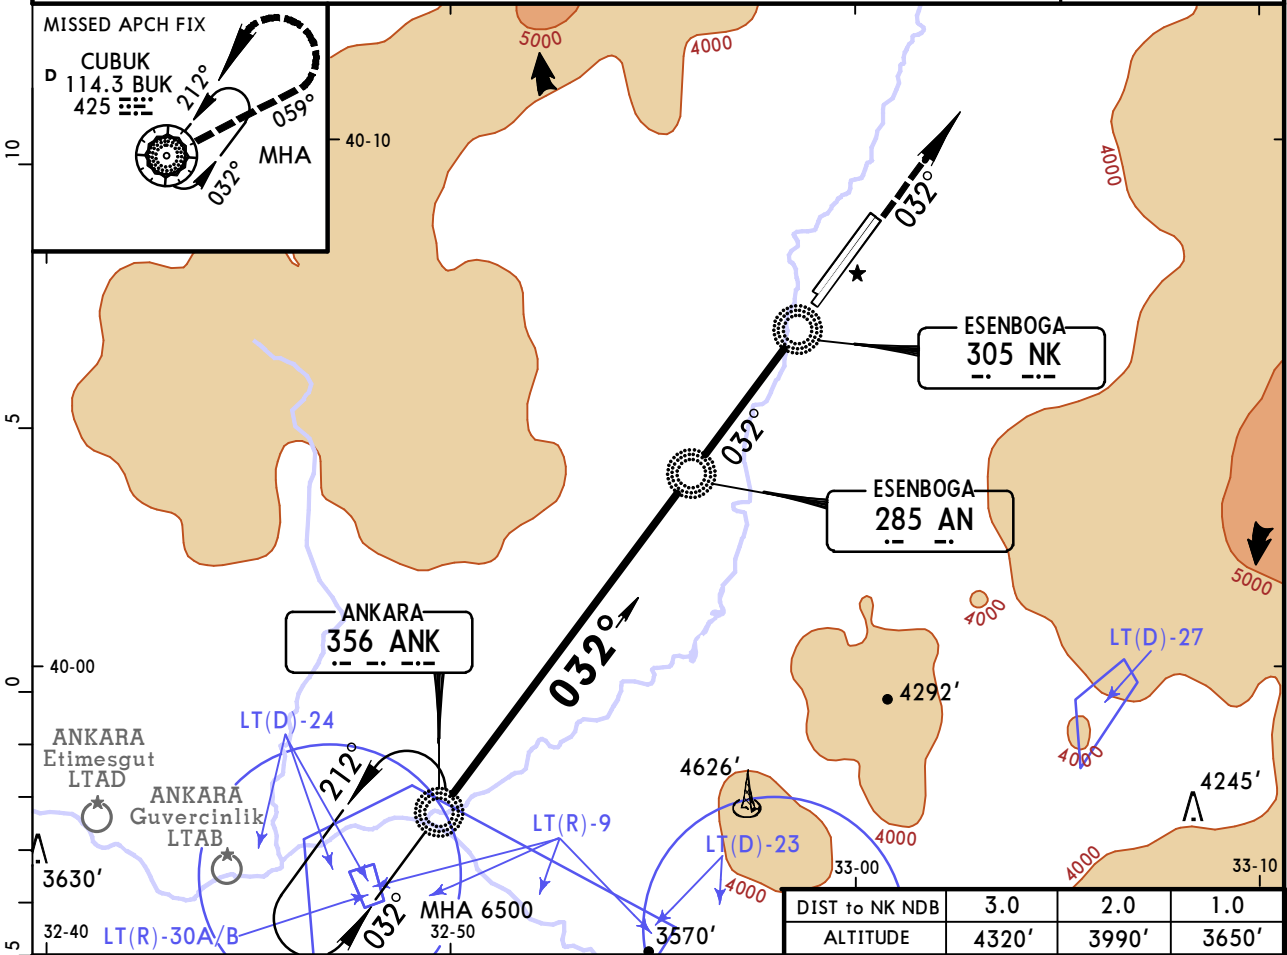 MISSED APCH FIX
CUBUK
D
114.3 BUK
425
212°
059°
032°
MHA
5000
4000
40-10
4000
10
032°
ESENBOGA
305 NK
5
032°
ESENBOGA
285 AN
5000
4000
ANKARA
356 ANK
032°
LT(D)-27
40-00
0
4292'
LT(D)-24
ANKARA
Etimesgut
LTAD
212°
4000
4626'
4245'
ANKARA
Guvercinlik
LTAB
LT(R)-9
4000
LT(D)-23
4000
4000
33-00
33-10
3630'
MHA 6500
032°
32-40
LT(R)-30A/B
32-50
3570'
5
DIST to NK NDB 3.0 2.0 1.0
ALTITUDE 4320' 3990' 3650'